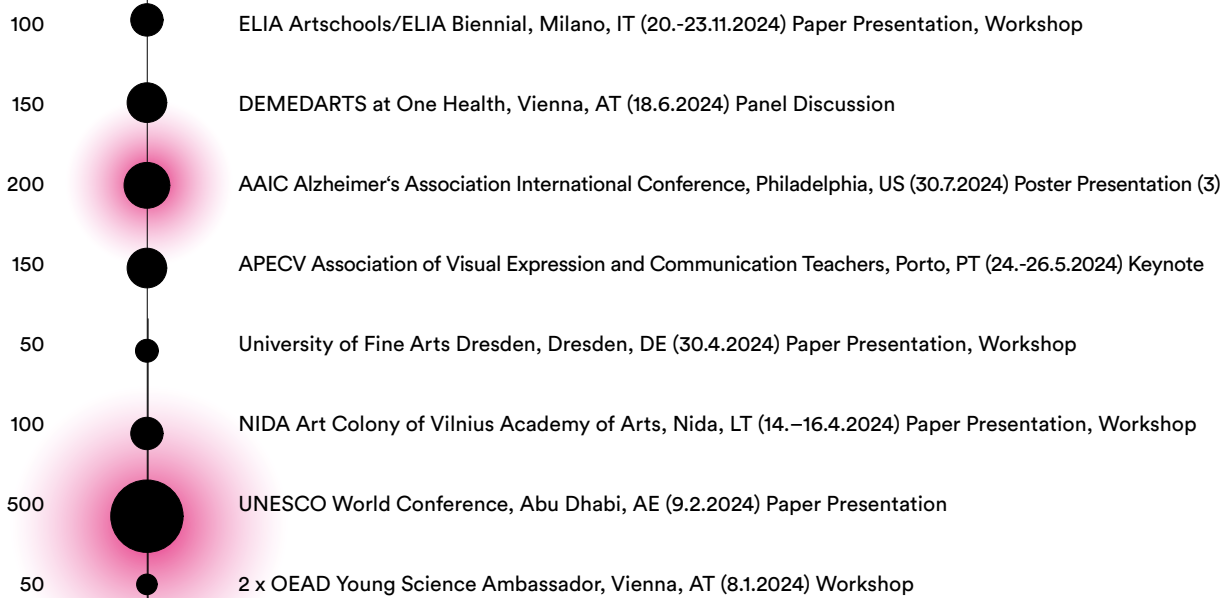 100 ELIA Artschools/ELIA Biennial, Milano, IT (20.-23.11.2024) Paper Presentation, Workshop
150 DEMEDARTS at One Health, Vienna, AT (18.6.2024) Panel Discussion
200 AAIC Alzheimer‘s Association International Conference, Philadelphia, US (30.7.2024) Poster Presentation (3)
150 APECV Association of Visual Expression and Communication Teachers, Porto, PT (24.-26.5.2024) Keynote
50 University of Fine Arts Dresden, Dresden, DE (30.4.2024) Paper Presentation, Workshop
100 NIDA Art Colony of Vilnius Academy of Arts, Nida, LT (14.–16.4.2024) Paper Presentation, Workshop
500 UNESCO World Conference, Abu Dhabi, AE (9.2.2024) Paper Presentation
50 2 x OEAD Young Science Ambassador, Vienna, AT (8.1.2024) Workshop